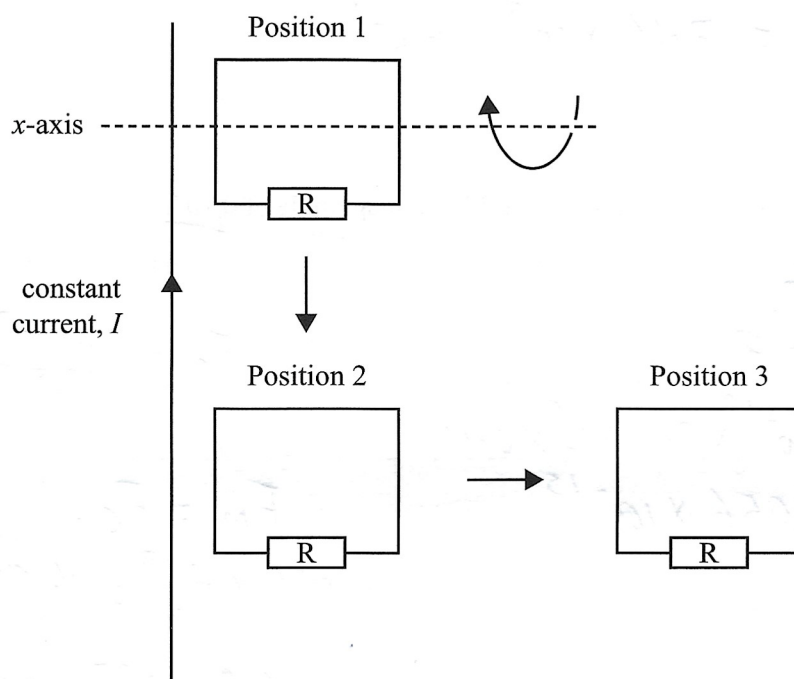 Position 1
x-axis
R
constant
current, I
Position 2
Position 3
R
R